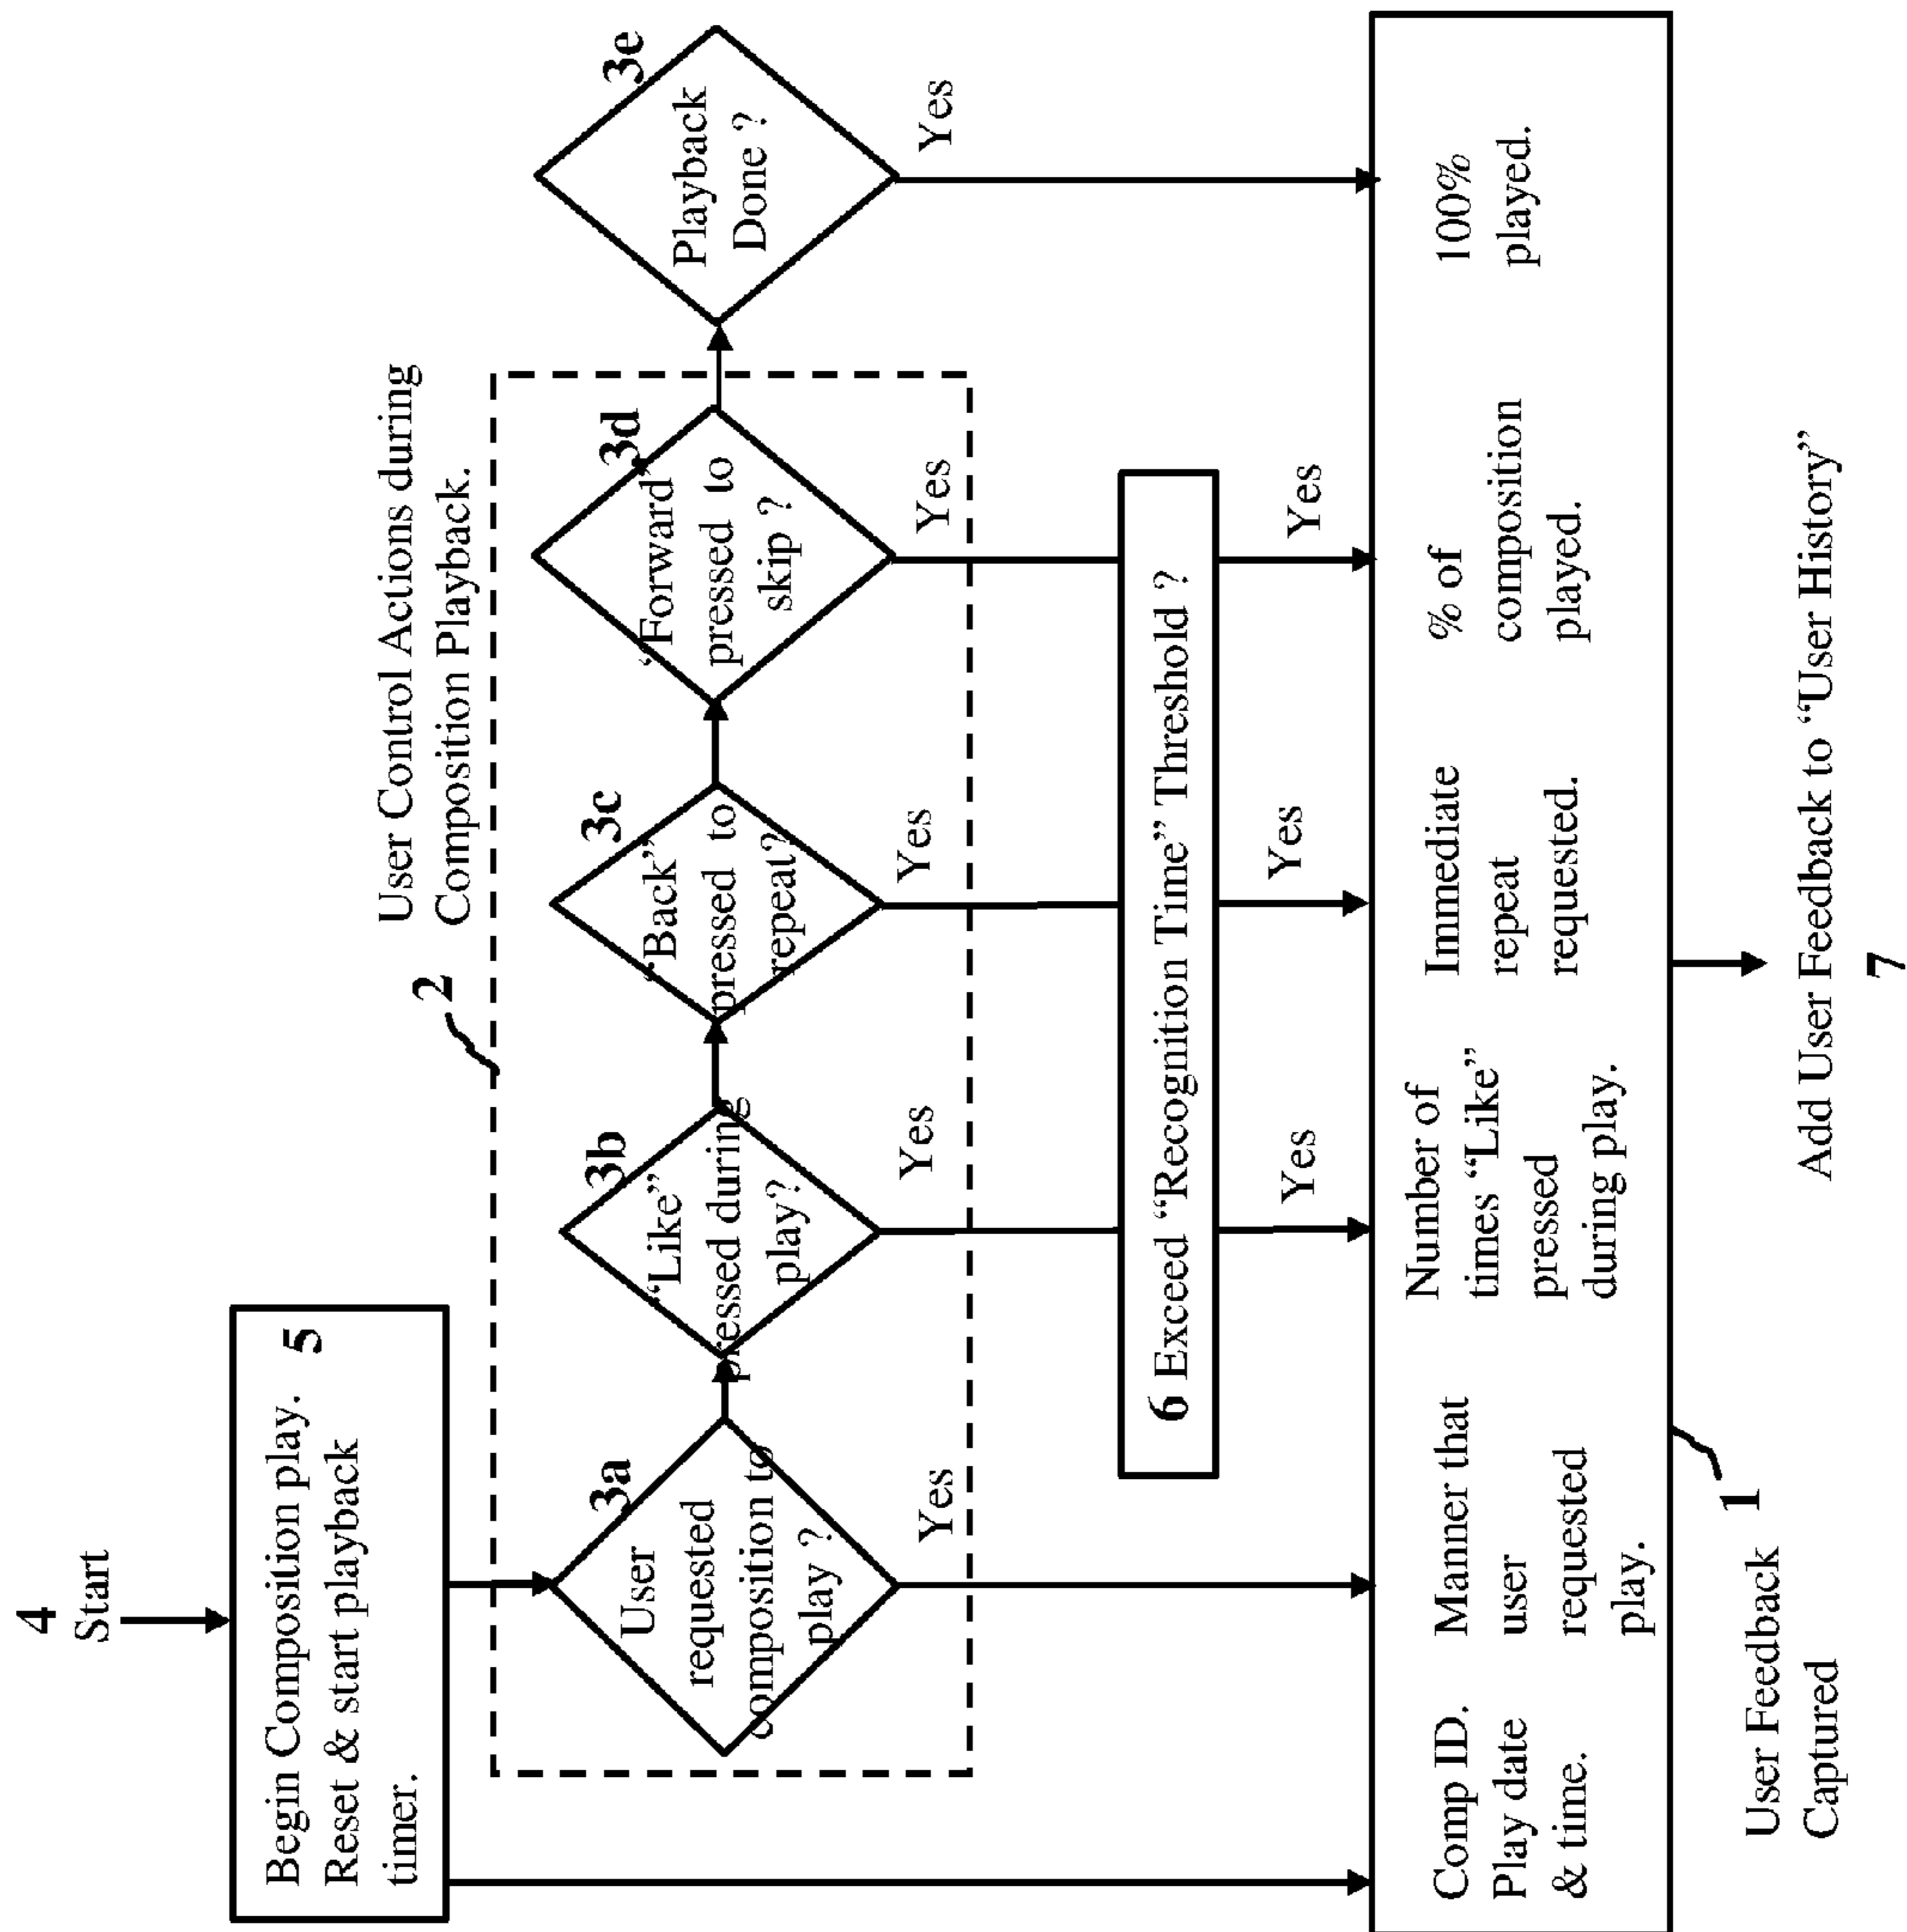 4
Start
Begin Composition play.
5
Reset & start playback
timer.
User Control Actions during
Composition Playback.
2
3a
User
requested
composition to
play ?
Yes
3b
“Like”
pressed during
play?
Yes
3c
“Back”
pressed to
repeat?
Yes
3d
“Forward”
pressed to
skip ?
Yes
3e
Playback
Done ?
Yes
6 Exceed “Recognition Time” Threshold ?
Yes
Yes
Yes
Comp ID.
Play date
& time.
Manner that
user
requested
play.
Number of
times “Like”
pressed
during play.
Immediate
repeat
requested.
% of
composition
played.
100%
played.
1
User Feedback
Captured
Add User Feedback to “User History”
7